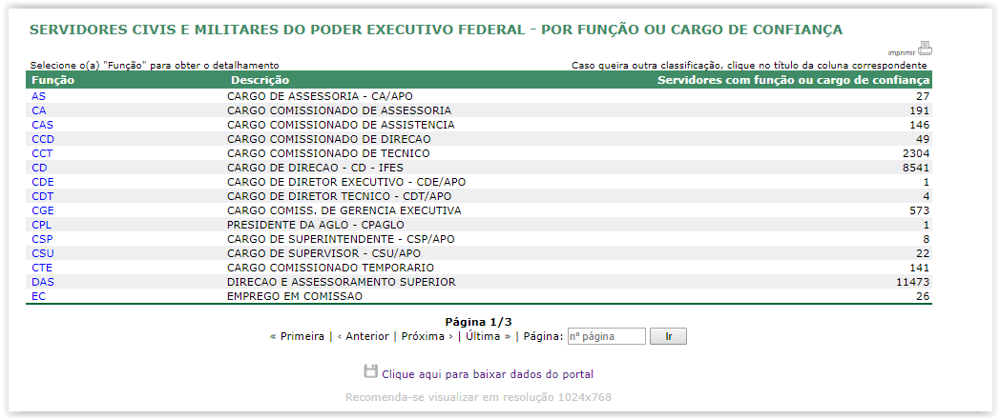 SERVIDORES CIVIS E MILITARES DO PODER EXECUTIVO FEDERAL - POR FUNÇÃO OU CARGO DE CONFIANÇA
imprimir
Selecione o(a) "Função" para obter o detalhamento Caso queira outra classificação, clique no título da coluna correspondente
Função Descrição Servidores com função ou cargo de confiança
AS CARGO DE ASSESSORIA - CA/APO 27
CA CARGO COMISSIONADO DE ASSESSORIA 191
CAS CARGO COMISSIONADO DE ASSISTENCIA 146
CCD CARGO COMISSIONADO DE DIRECAO 49
CCT CARGO COMISSIONADO DE TECNICO 2304
CD CARGO DE DIRECAO - CD - IFES 8541
CDE CARGO DE DIRETOR EXECUTIVO - CDE/APO 1
CDT CARGO DE DIRETOR TECNICO - CDT/APO 4
CGE CARGO COMISS. DE GERENCIA EXECUTIVA 573
CPL PRESIDENTE DA AGLO - CPAGLO 1
CSP CARGO DE SUPERINTENDENTE - CSP/APO 8
CSU CARGO DE SUPERVISOR - CSU/APO 22
CTE CARGO COMISSIONADO TEMPORARIO 141
DAS DIRECAO E ASSESSORAMENTO SUPERIOR 11473
EC EMPREGO EM COMISSAO 26
Página 1/3
« Primeira | ‹ Anterior | Próxima › | Última » | Página: nº página Ir
Clique aqui para baixar dados do portal
Recomenda-se visualizar em resolução 1024x768